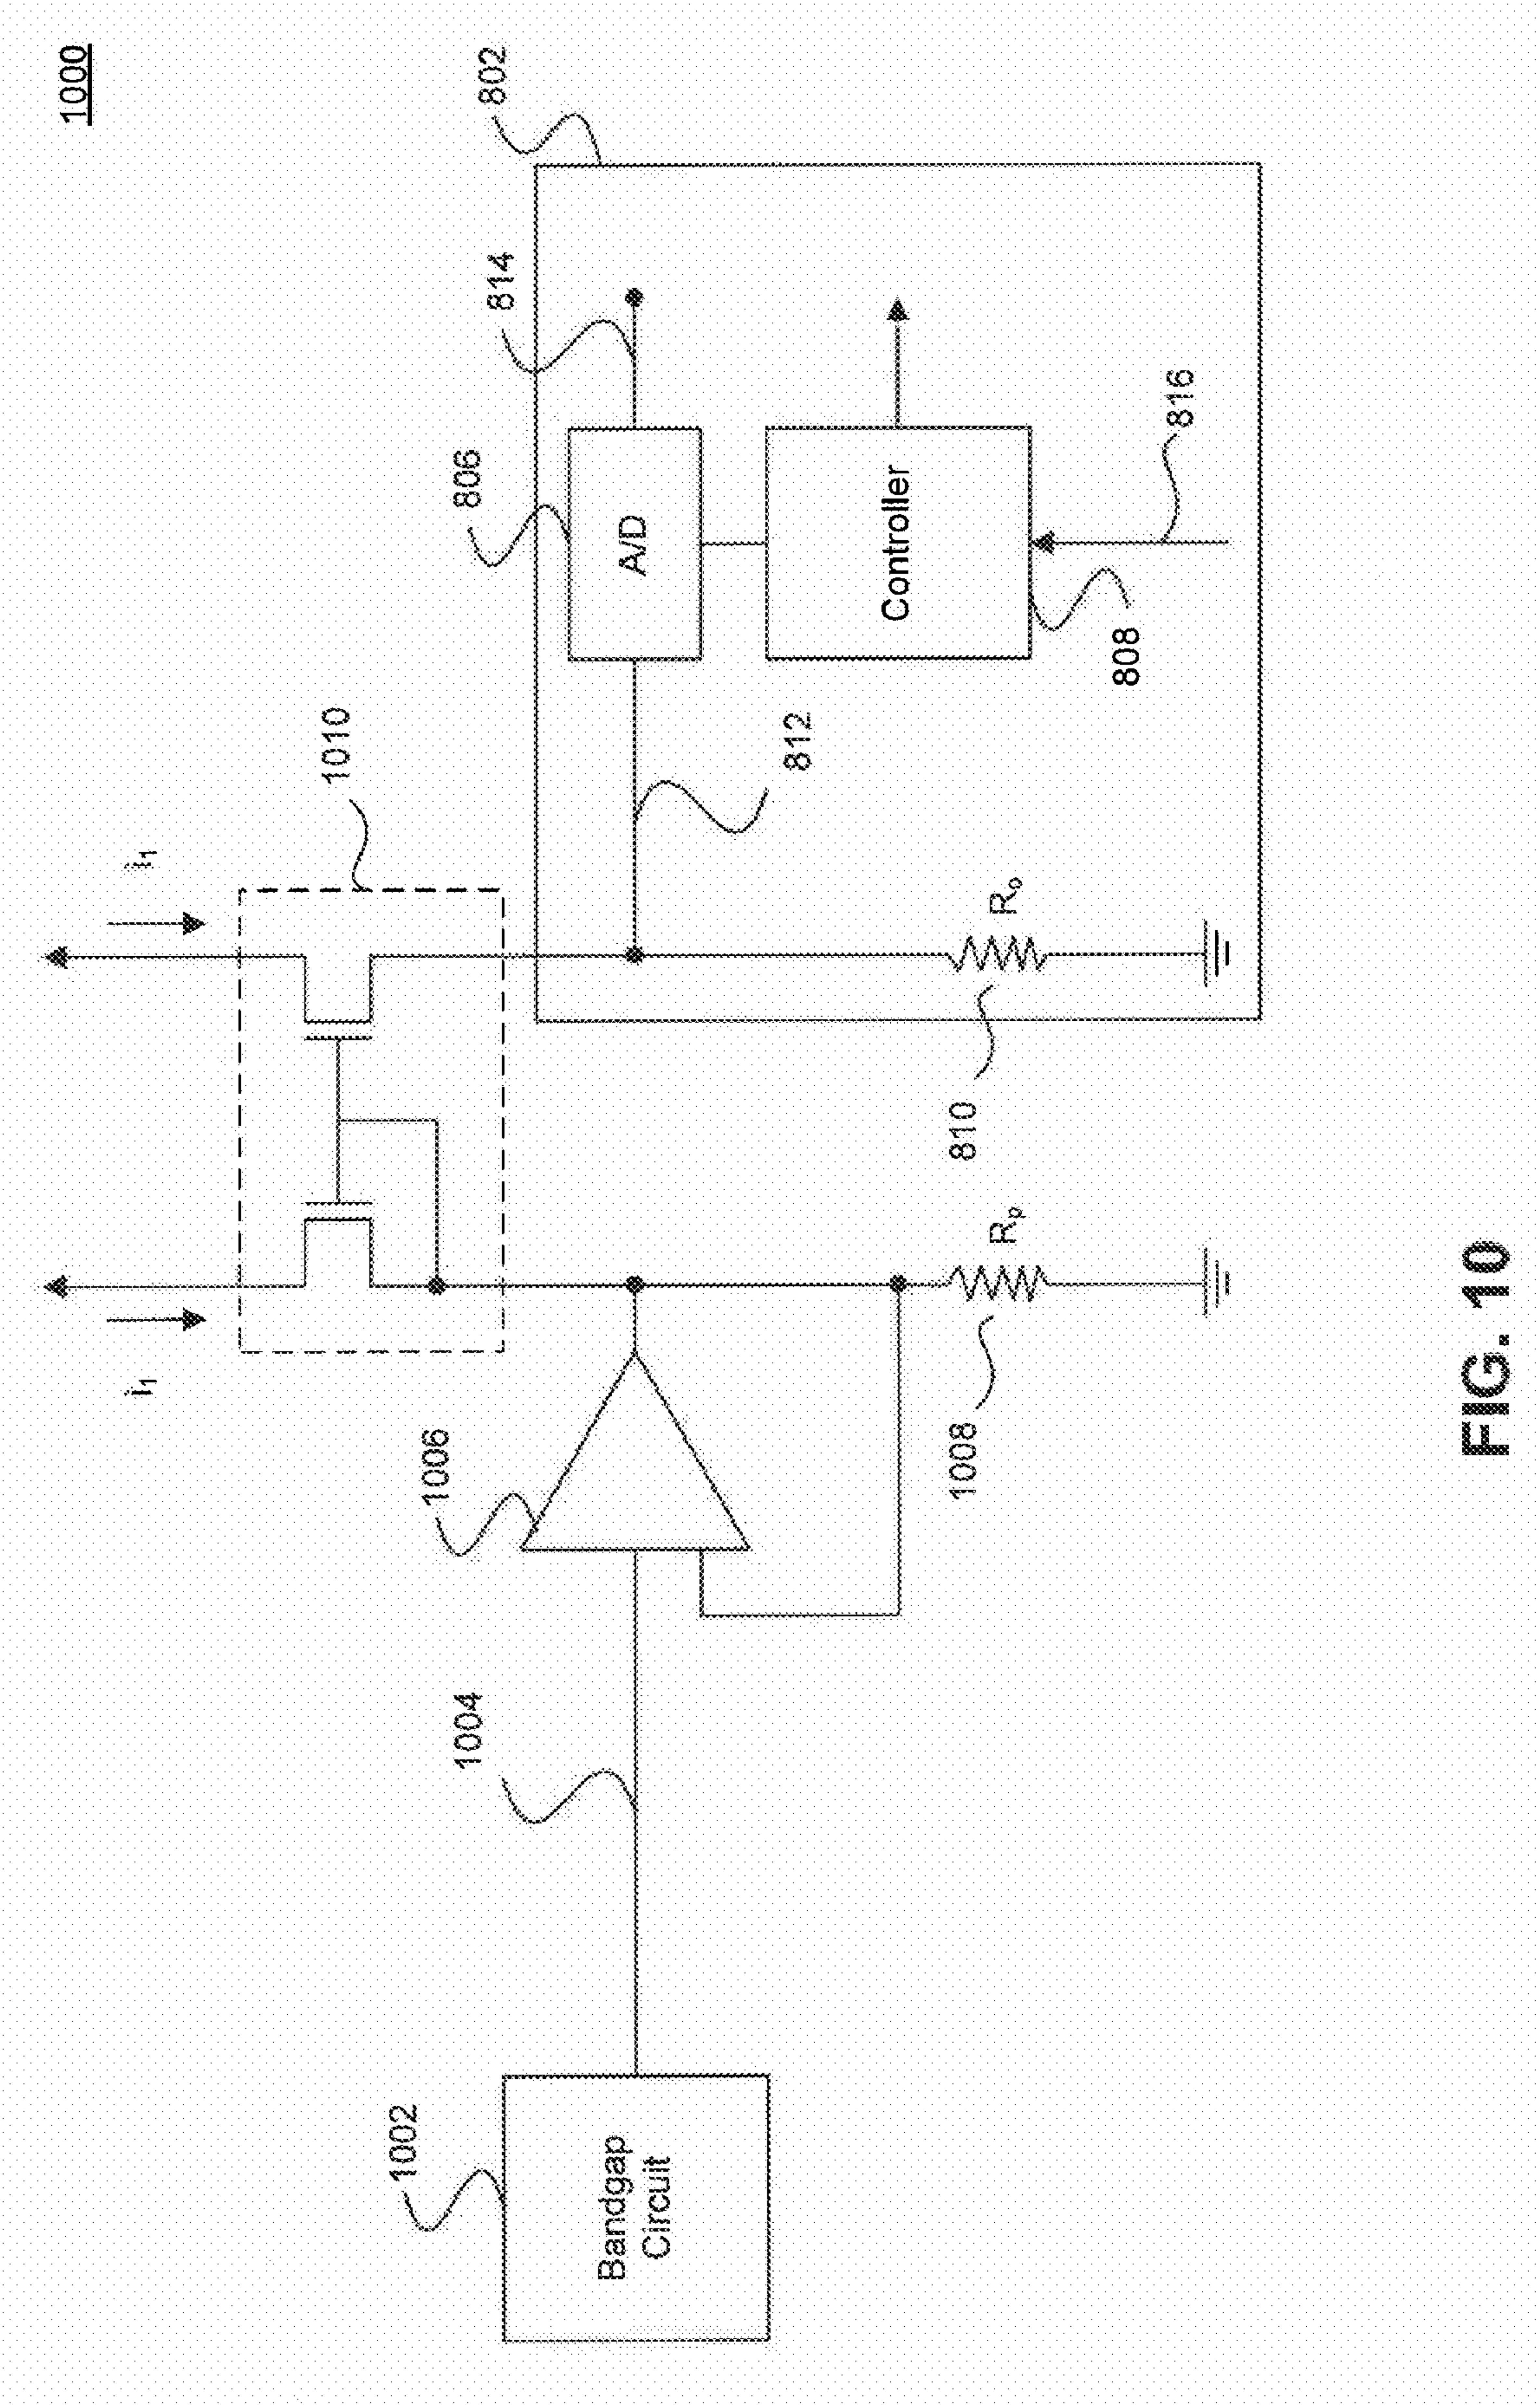 1000
i₁
i₁
1010
802
814
806
A/D
Controller
816
808
812
Rₒ
810
Rₚ
1008
1006
1004
1002
Bandgap
Circuit
FIG. 10